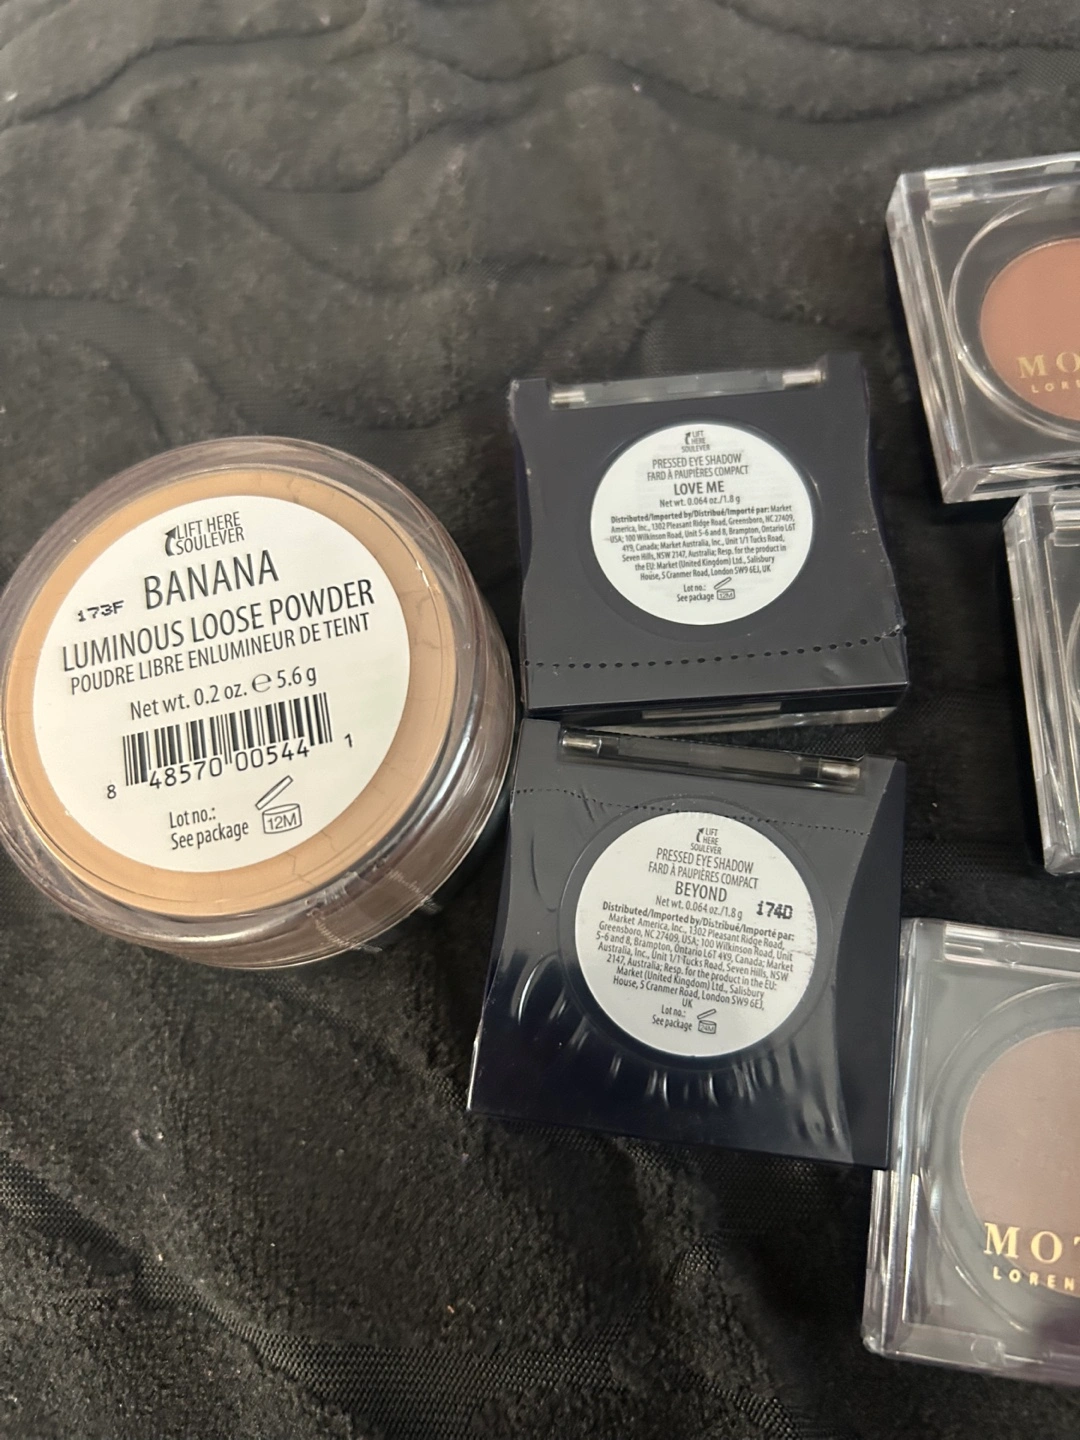 LIFT HERE
SOULEVER
BANANA
173F
LUMINOUS LOOSE POWDER
POUDRE LIBRE ENLUMINEUR DE TEINT
Net wt. 0.2 oz. ℮ 5.6 g
8 48570 00544 1
Lot no.:
See package
12M
LIFT
HERE
SOULEVER
PRESSED EYE SHADOW
FARD À PAUPIÈRES COMPACT
LOVE ME
Net wt. 0.064 oz./1.8 g
Distributed/Imported by/Distribué/Importé par: Market
America, Inc., 1302 Pleasant Ridge Road, Greensboro, NC 27409,
USA; 100 Wilkinson Road, Unit 5-6 and 8, Brampton, Ontario L6T
4Y9, Canada; Market Australia, Inc., Unit 1/1 Tucks Road,
Seven Hills, NSW 2147, Australia; Resp. for the product in
the EU: Market (United Kingdom) Ltd., Salisbury
House, 5 Cranmer Road, London SW9 6EJ, UK
Lot no.:
See package
12M
LIFT
HERE
SOULEVER
PRESSED EYE SHADOW
FARD À PAUPIÈRES COMPACT
BEYOND
Net wt. 0.064 oz./1.8 g
174D
Distributed/Imported by/Distribué/Importé par:
Market America, Inc., 1302 Pleasant Ridge Road,
Greensboro, NC 27409, USA; 100 Wilkinson Road, Unit
5-6 and 8, Brampton, Ontario L6T 4Y9, Canada; Market
Australia, Inc., Unit 1/1 Tucks Road, Seven Hills, NSW
2147, Australia; Resp. for the product in the EU:
Market (United Kingdom) Ltd., Salisbury
House, 5 Cranmer Road, London SW9 6EJ,
UK
Lot no.:
See package
24M
MO
LORE
MOT
LOREN